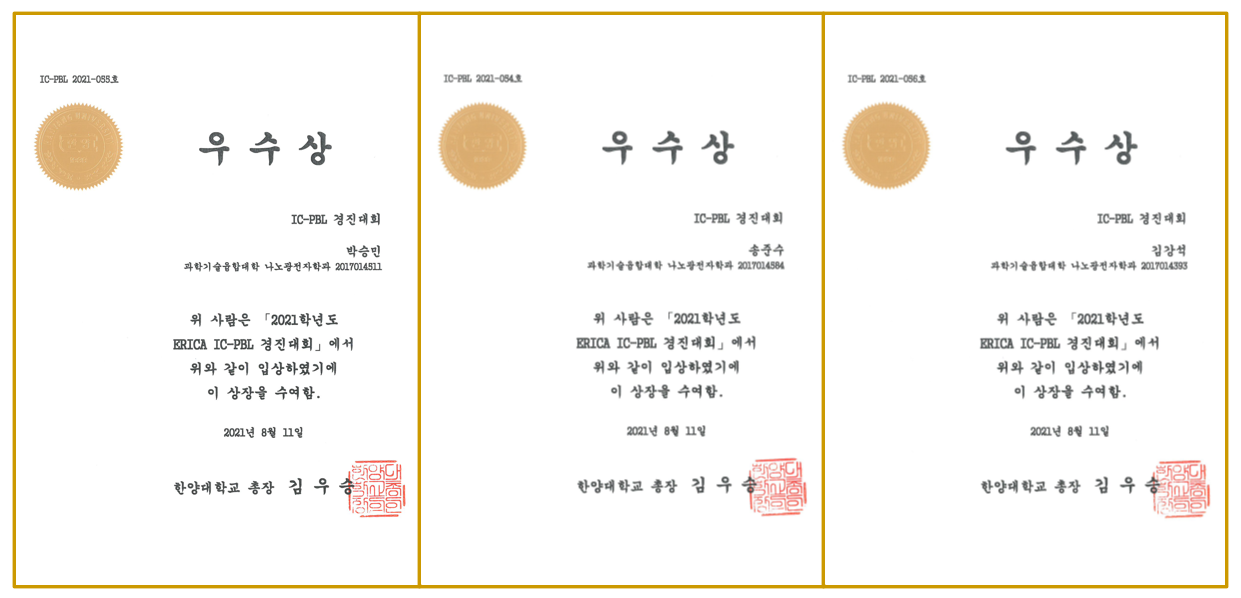 IC-PBL 2021-055호
우수상
IC-PBL 경진대회
박승민
과학기술융합대학 나노광전자학과 2017014511
위 사람은 「2021학년도
ERICA IC-PBL 경진대회」에서
위와 같이 입상하였기에
이 상장을 수여함.
2021년 8월 11일
한양대학교 총장 김우승
IC-PBL 2021-054호
우수상
IC-PBL 경진대회
송준수
과학기술융합대학 나노광전자학과 2017014584
위 사람은 「2021학년도
ERICA IC-PBL 경진대회」에서
위와 같이 입상하였기에
이 상장을 수여함.
2021년 8월 11일
한양대학교 총장 김우승
IC-PBL 2021-056호
우수상
IC-PBL 경진대회
김강석
과학기술융합대학 나노광전자학과 2017014393
위 사람은 「2021학년도
ERICA IC-PBL 경진대회」에서
위와 같이 입상하였기에
이 상장을 수여함.
2021년 8월 11일
한양대학교 총장 김우승